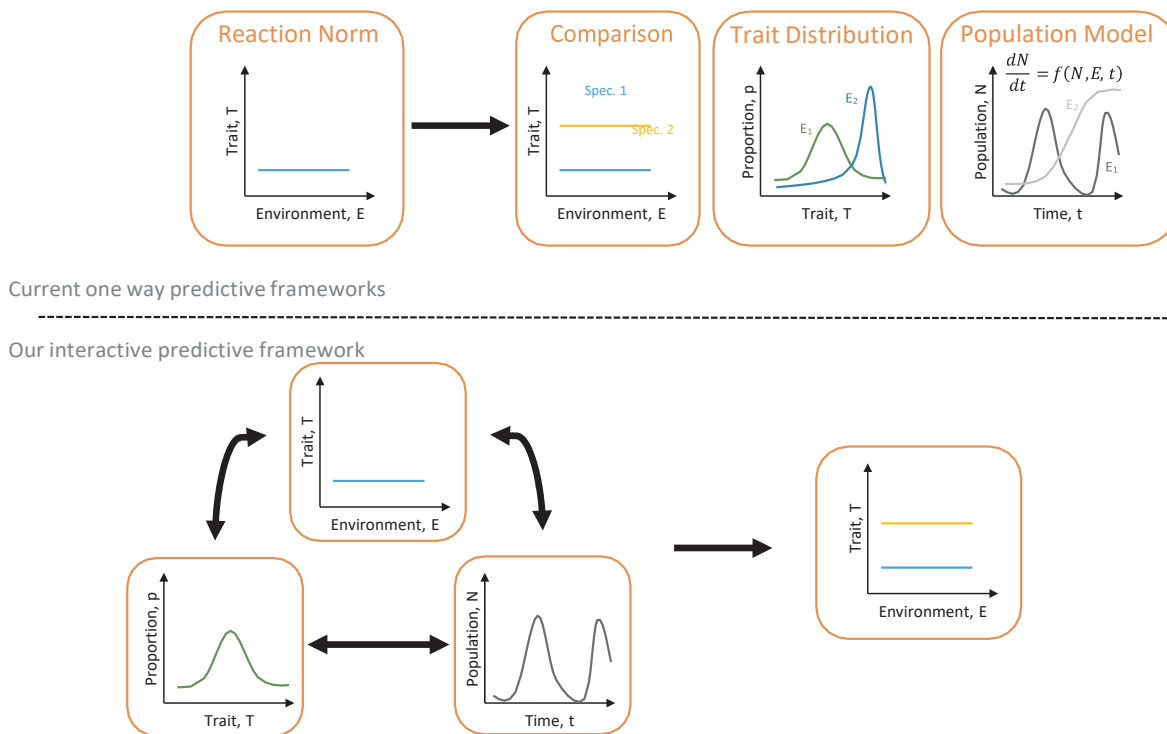 Reaction Norm
Trait, T
Environment, E
Comparison
Spec. 1
Spec. 2
Trait, T
Environment, E
Trait Distribution
E₁
E₂
Proportion, p
Trait, T
Population Model
dN/dt = f(N, E, t)
E₂
E₁
Population, N
Time, t
Current one way predictive frameworks
Our interactive predictive framework
Trait, T
Environment, E
Proportion, p
Trait, T
Population, N
Time, t
Trait, T
Environment, E